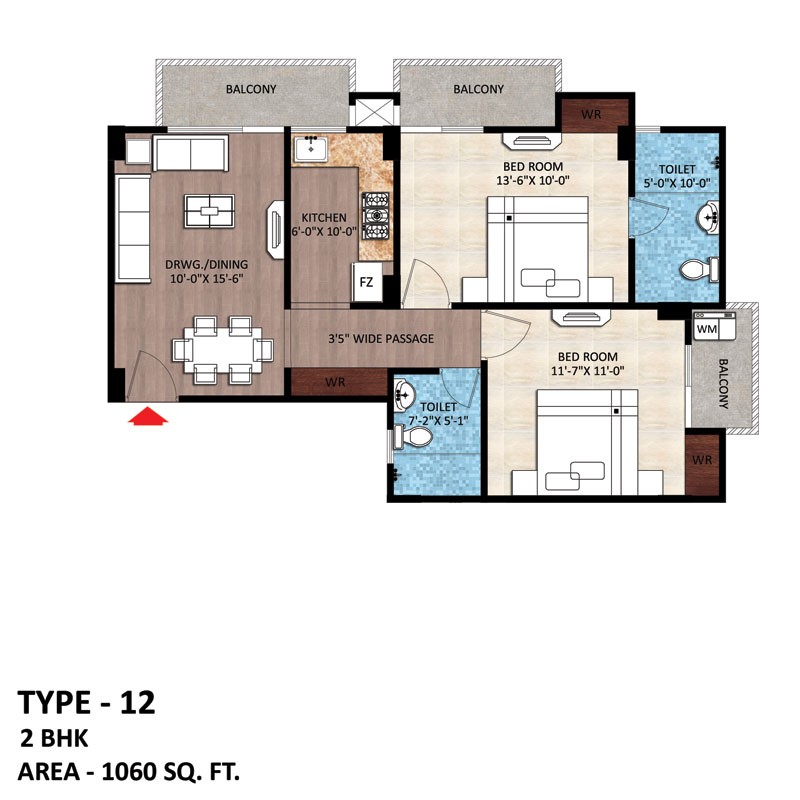 BALCONY
BALCONY
WR
BED ROOM
13'-6"X 10'-0"
TOILET
5'-0"X 10'-0"
KITCHEN
6'-0"X 10'-0"
DRWG./DINING
10'-0"X 15'-6"
FZ
3'5" WIDE PASSAGE
WM
BED ROOM
11'-7"X 11'-0"
BALCONY
WR
TOILET
7'-2"X 5'-1"
WR
TYPE - 12
2 BHK
AREA - 1060 SQ. FT.